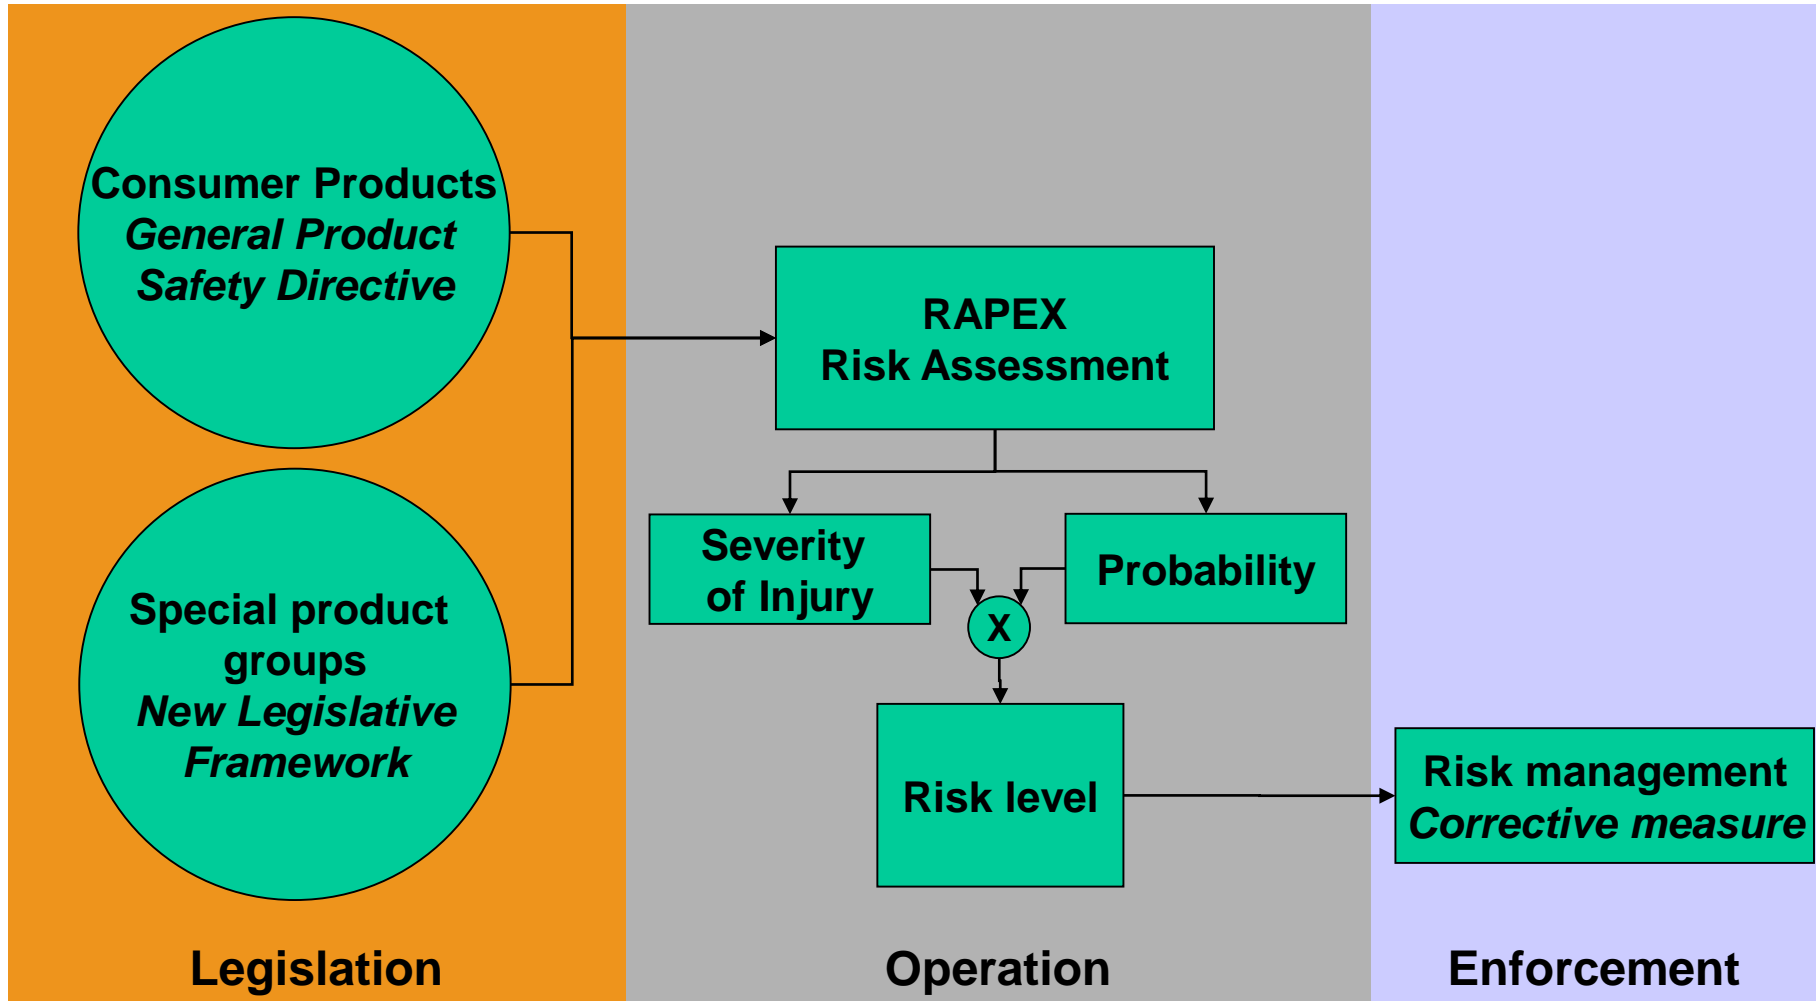 Consumer Products
General Product
Safety Directive
Special product
groups
New Legislative
Framework
Legislation
RAPEX
Risk Assessment
Severity
of Injury
Probability
X
Risk level
Operation
Risk management
Corrective measure
Enforcement